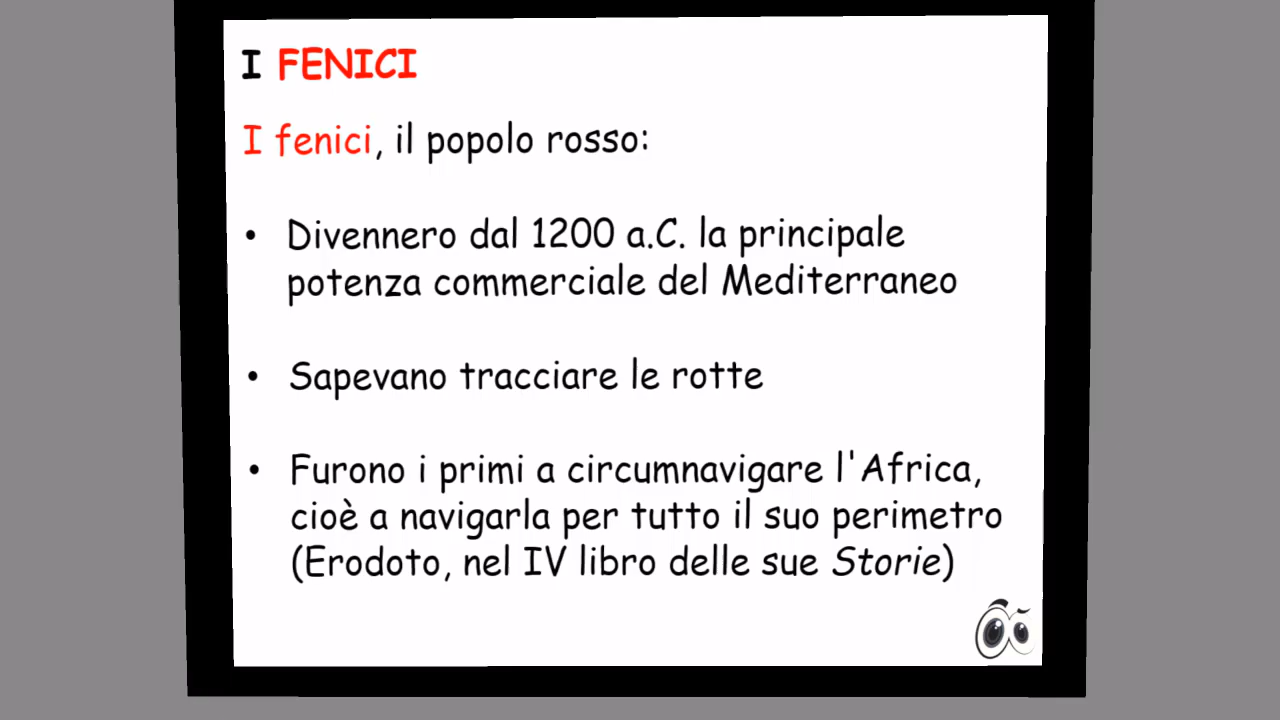 I FENICI
I fenici, il popolo rosso:
• Divennero dal 1200 a.C. la principale
potenza commerciale del Mediterraneo
• Sapevano tracciare le rotte
• Furono i primi a circumnavigare l'Africa,
cioè a navigarla per tutto il suo perimetro
(Erodoto, nel IV libro delle sue Storie)